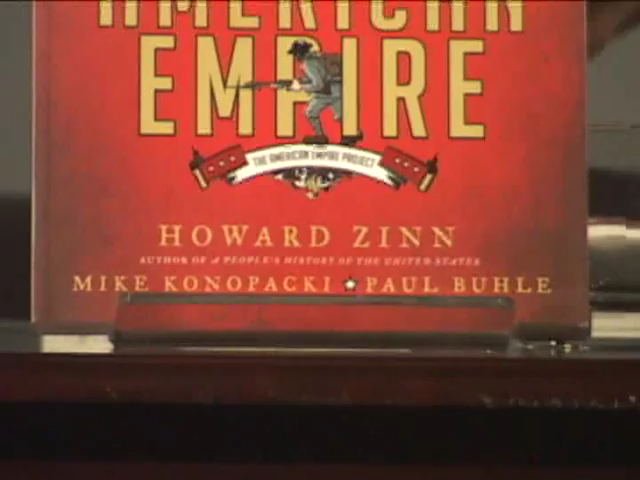 AMERICAN
EMPIRE
THE AMERICAN EMPIRE PROJECT
HOWARD ZINN
AUTHOR OF A PEOPLE'S HISTORY OF THE UNITED STATES
MIKE KONOPACKI ★ PAUL BUHLE